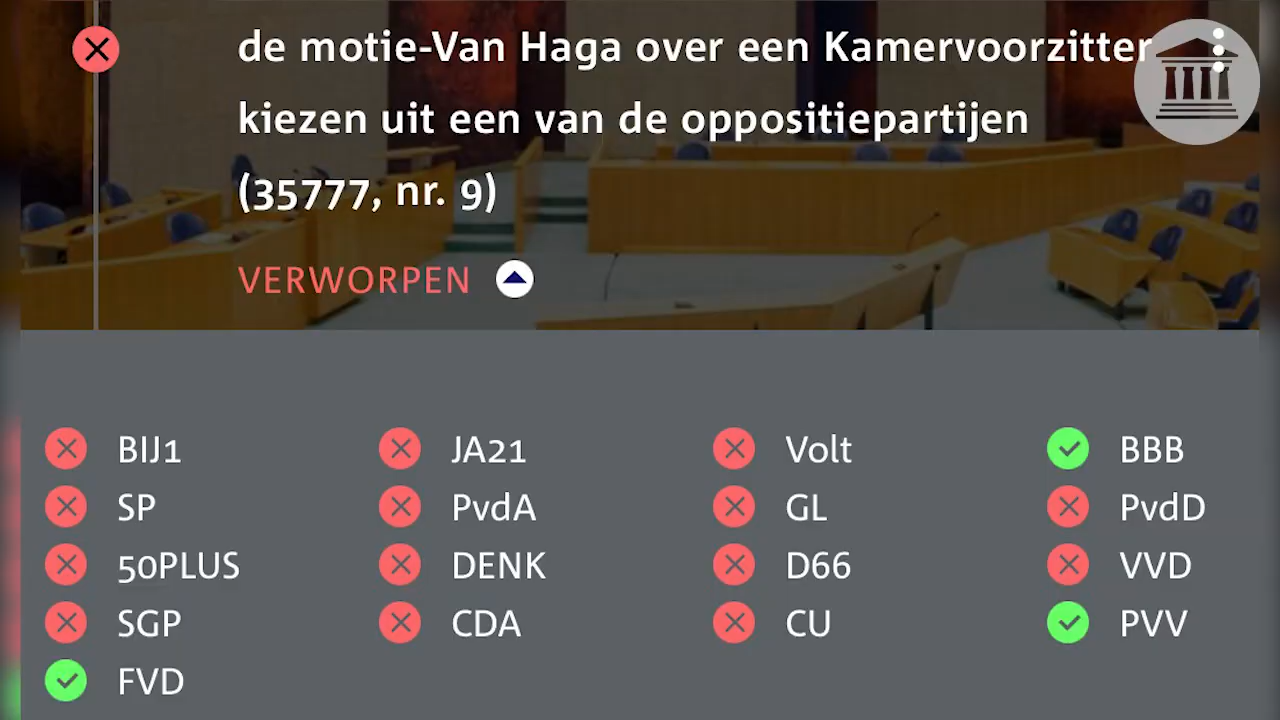 de motie-Van Haga over een Kamervoorzitter
kiezen uit een van de oppositiepartijen
(35777, nr. 9)
VERWORPEN
BIJ1 JA21 Volt BBB
SP PvdA GL PvdD
50PLUS DENK D66 VVD
SGP CDA CU PVV
FVD